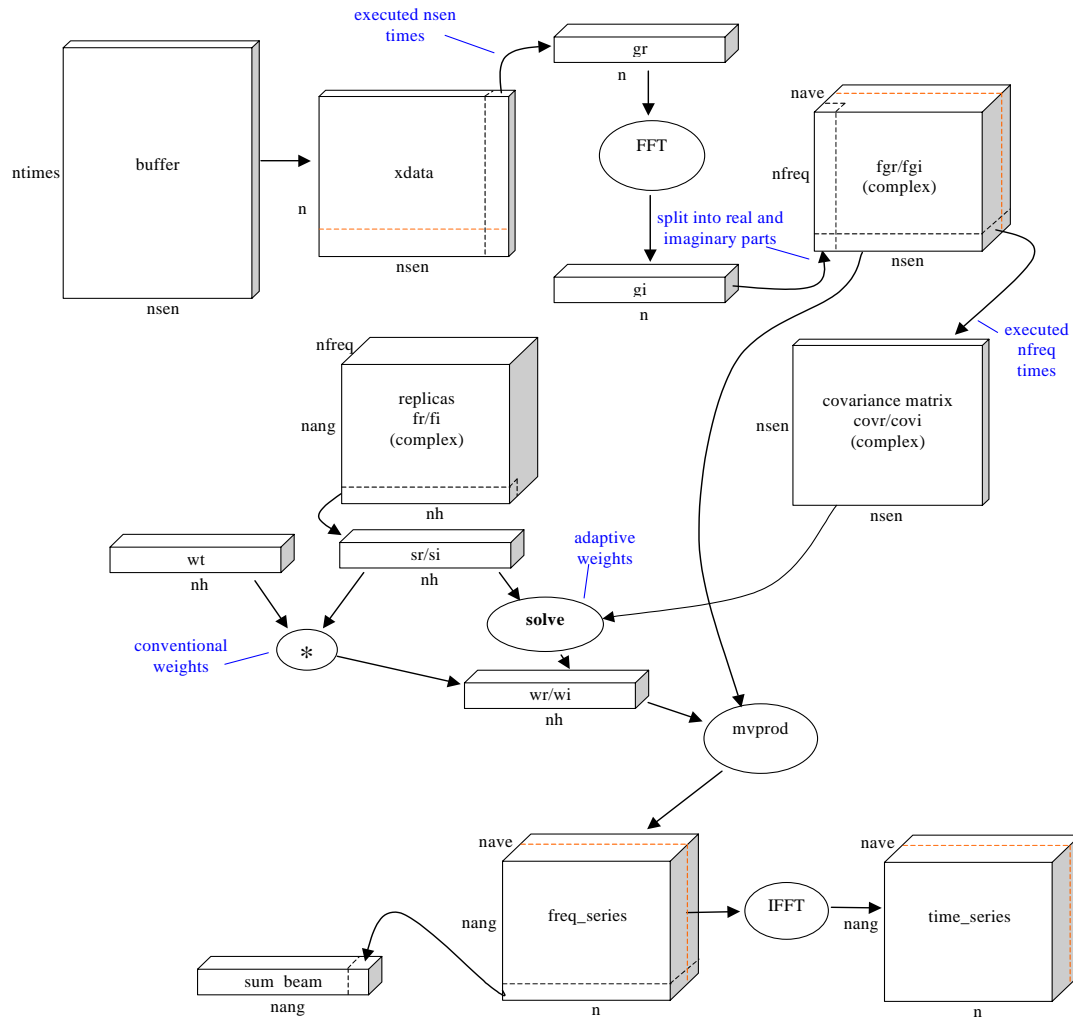 executed nsen
times
gr
n
nave
FFT
buffer
xdata
fgr/fgi
(complex)
ntimes
nfreq
n
split into real and
imaginary parts
nsen
nsen
gi
nsen
n
nfreq
executed
nfreq
times
replicas
fr/fi
(complex)
nang
covariance matrix
covr/covi
(complex)
nsen
nh
nsen
wt
sr/si
adaptive
weights
nh
nh
solve
conventional
weights
*
wr/wi
nh
mvprod
nave
nave
nang
freq_series
IFFT
nang
time_series
sum_beam
nang
n
n